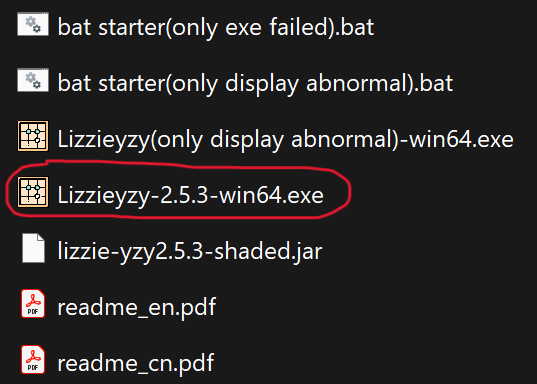 bat starter(only exe failed).bat
bat starter(only display abnormal).bat
Lizzieyzy(only display abnormal)-win64.exe
Lizzieyzy-2.5.3-win64.exe
lizzie-yzy2.5.3-shaded.jar
PDF readme_en.pdf
PDF readme_cn.pdf